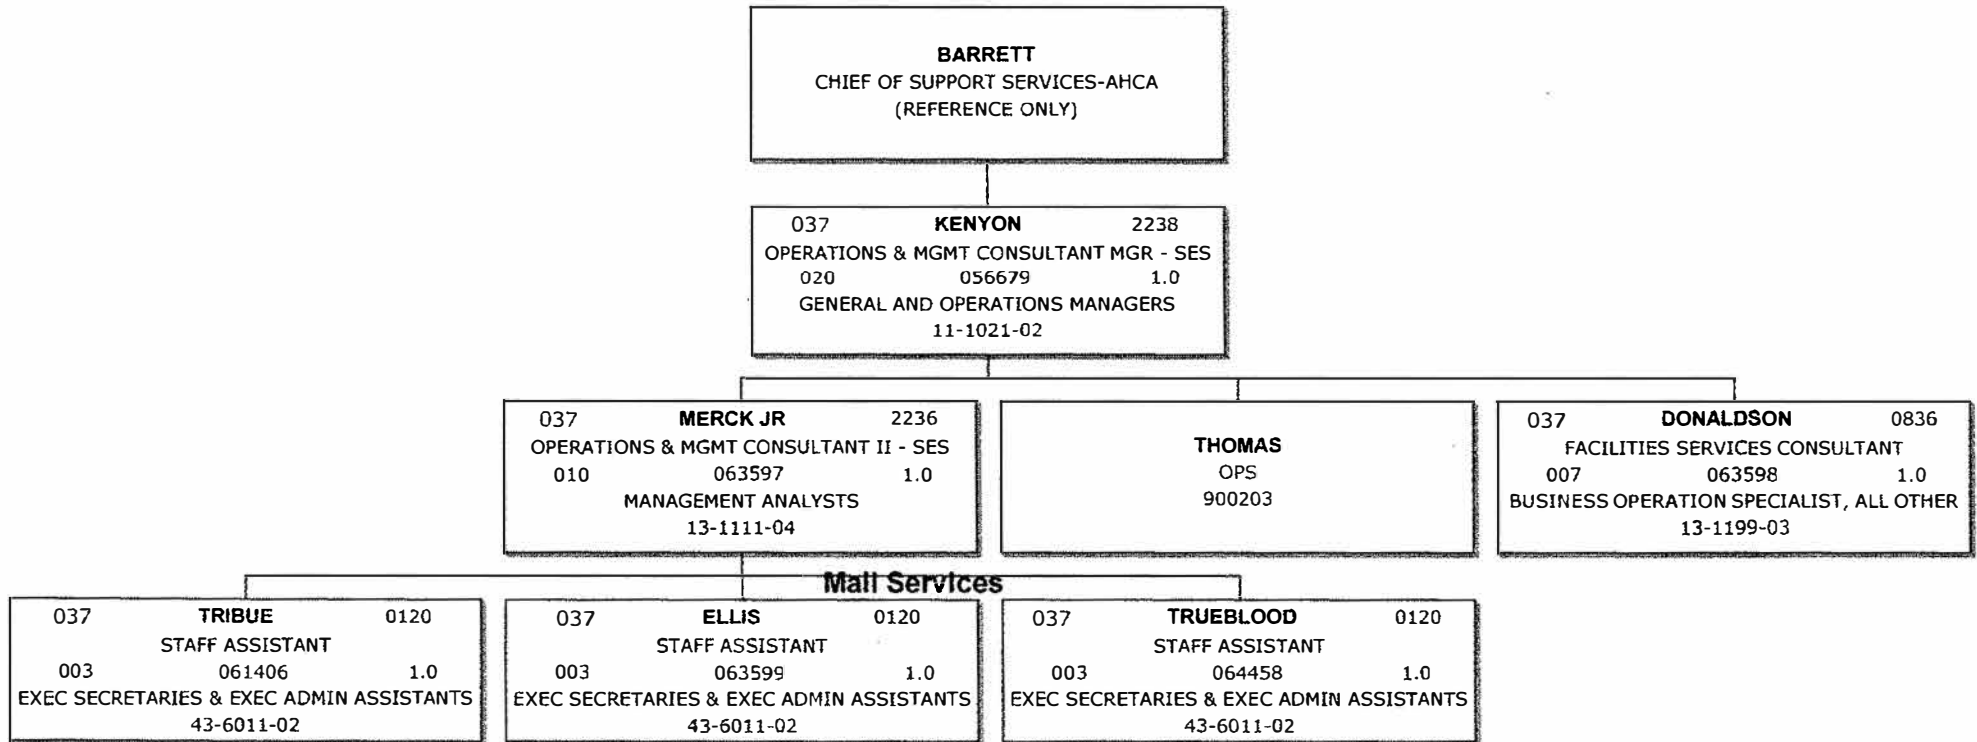 BARRETT
CHIEF OF SUPPORT SERVICES-AHCA
(REFERENCE ONLY)
037 KENYON 2238
OPERATIONS & MGMT CONSULTANT MGR - SES
020 056679 1.0
GENERAL AND OPERATIONS MANAGERS
11-1021-02
037 MERCK JR 2236
OPERATIONS & MGMT CONSULTANT II - SES
010 063597 1.0
MANAGEMENT ANALYSTS
13-1111-04
THOMAS
OPS
900203
037 DONALDSON 0836
FACILITIES SERVICES CONSULTANT
007 063598 1.0
BUSINESS OPERATION SPECIALIST, ALL OTHER
13-1199-03
Mail Services
037 TRIBUE 0120
STAFF ASSISTANT
003 061406 1.0
EXEC SECRETARIES & EXEC ADMIN ASSISTANTS
43-6011-02
037 ELLIS 0120
STAFF ASSISTANT
003 063599 1.0
EXEC SECRETARIES & EXEC ADMIN ASSISTANTS
43-6011-02
037 TRUEBLOOD 0120
STAFF ASSISTANT
003 064458 1.0
EXEC SECRETARIES & EXEC ADMIN ASSISTANTS
43-6011-02